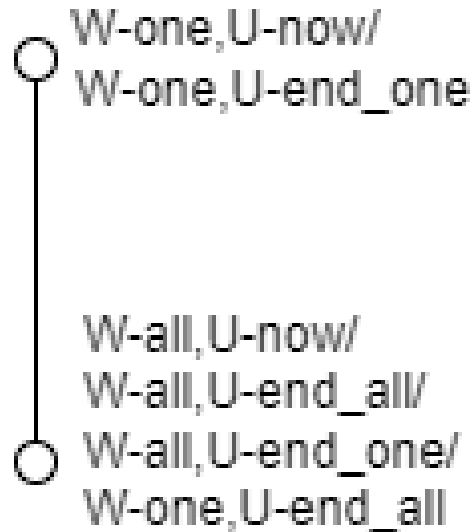 W-one,U-now/
W-one,U-end_one
W-all,U-now/
W-all,U-end_all/
W-all,U-end_one/
W-one,U-end_all